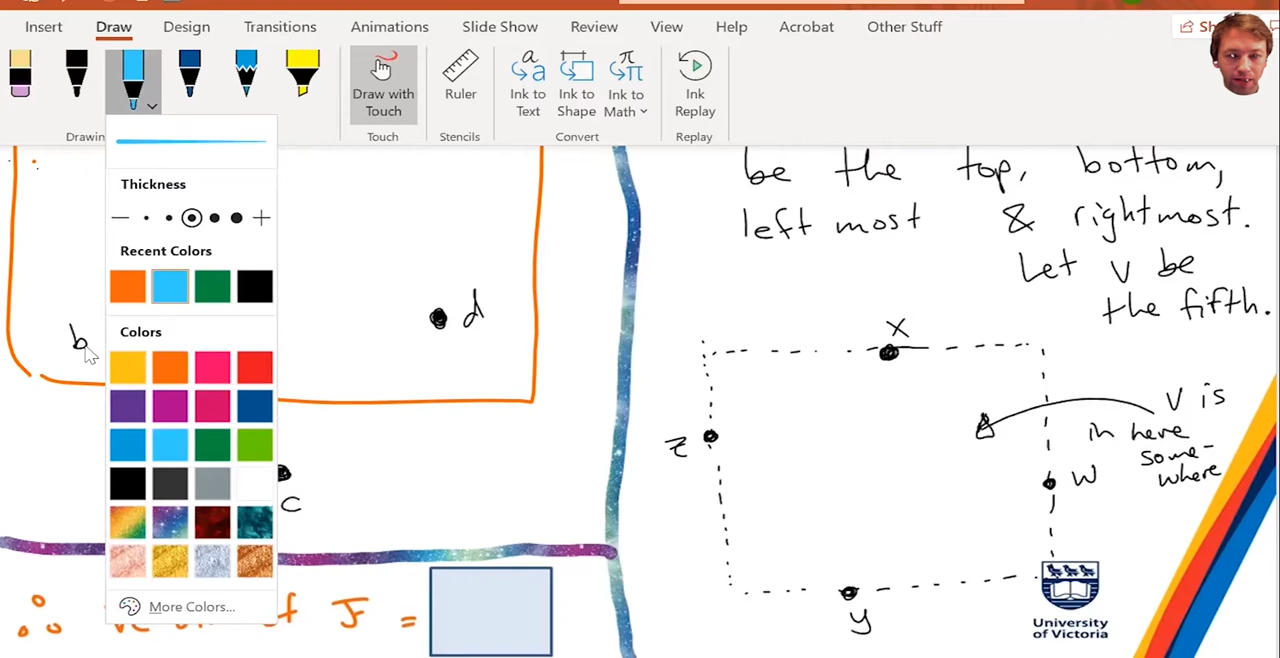 Insert Draw Design Transitions Animations Slide Show Review View Help Acrobat Other Stuff
Draw with Touch
Ruler
Ink to Text
Ink to Shape
Ink to Math
Ink Replay
Touch
Stencils
Convert
Replay
Thickness
Recent Colors
Colors
More Colors...
b
d
c
of J =
be the top, bottom,
left most & rightmost.
Let v be
the fifth.
X
Z
W
y
V is
in here
some-
where
University
of Victoria